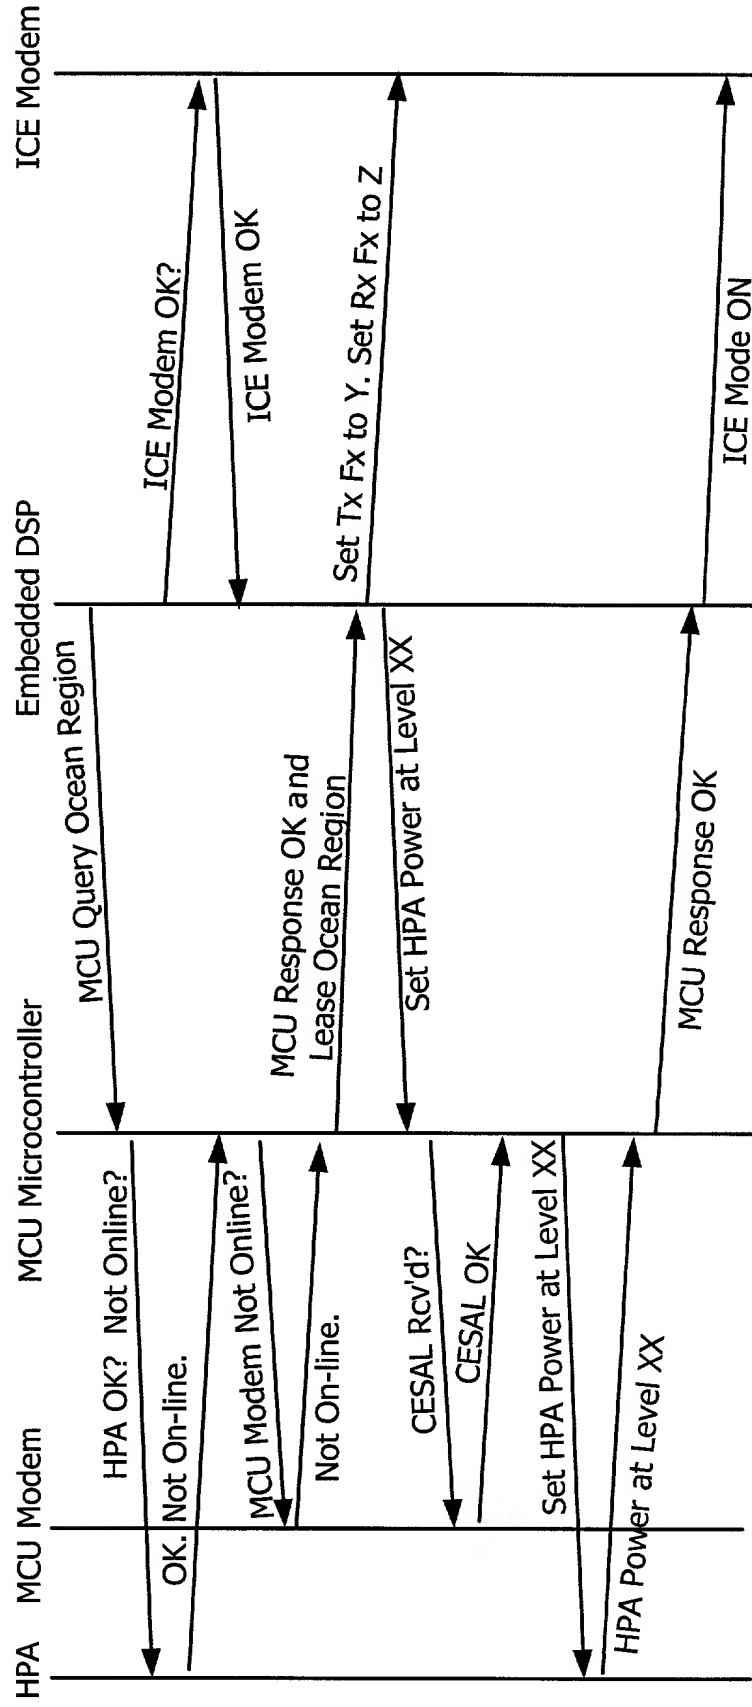 HPA
MCU Modem
MCU Microcontroller
Embedded DSP
ICE Modem
MCU Query Ocean Region
HPA OK?  Not Online?
ICE Modem OK?
OK. Not On-line.
ICE Modem OK
MCU Modem Not Online?
Not On-line.
MCU Response OK and
Lease Ocean Region
Set Tx Fx to Y. Set Rx Fx to Z
Set HPA Power at Level XX
CESAL Rcv'd?
CESAL OK
Set HPA Power at Level XX
HPA Power at Level XX
MCU Response OK
ICE Mode ON